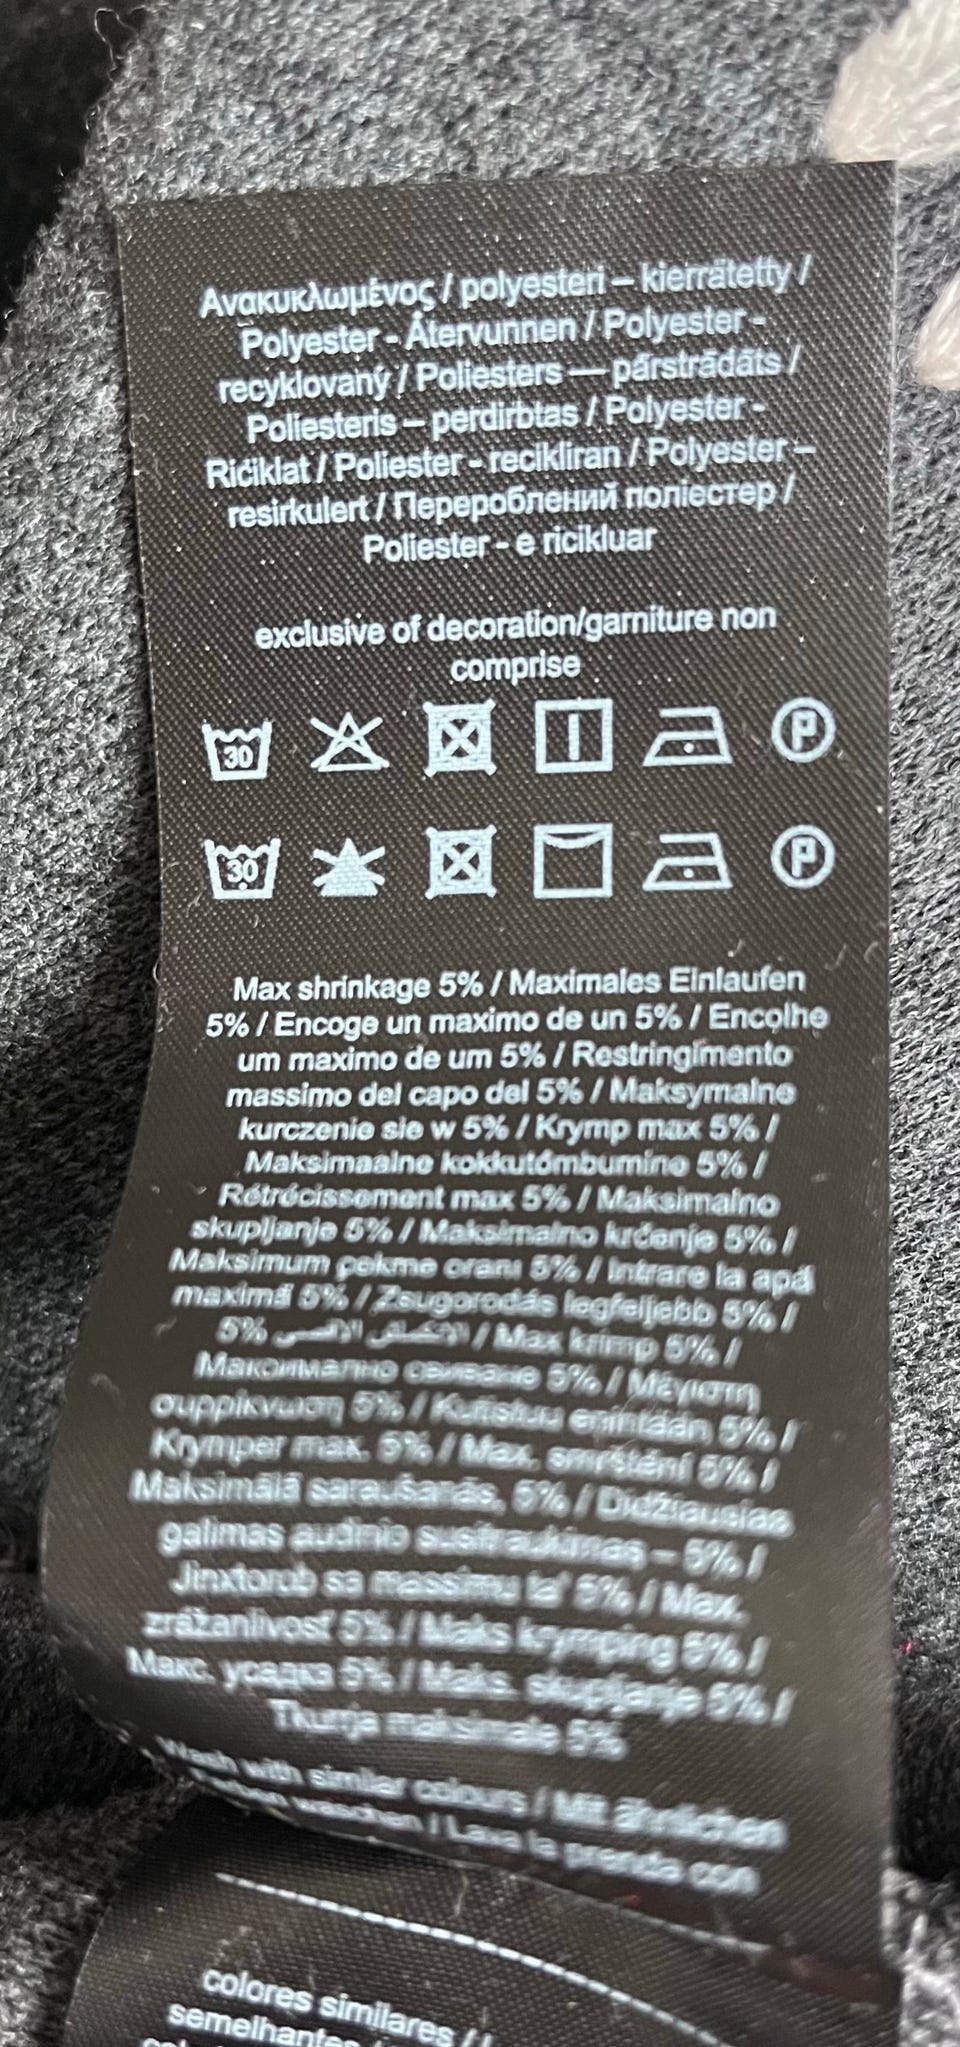 Ανακυκλωμένος / polyesteri – kierrätetty /
Polyester - Återvunnen / Polyester -
recyklovaný / Poliesters — pārstrādāts /
Poliesteris – perdirbtas / Polyester -
Riċiklat / Poliester - recikliran / Polyester –
resirkulert / Перероблений поліестер /
Poliester - e ricikluar
exclusive of decoration/garniture non
comprise
30 P
30 P
Max shrinkage 5% / Maximales Einlaufen
5% / Encoge un maximo de un 5% / Encolhe
um maximo de um 5% / Restringimento
massimo del capo del 5% / Maksymalne
kurczenie sie w 5% / Krymp max 5% /
Maksimaalne kokkutõmbumine 5% /
Rétrécissement max 5% / Maksimalno
skupljanje 5% / Maksimalno krčenje 5% /
Maksimum çekme oranı 5% / Intrare la apă
maximă 5% / Zsugorodás legfeljebb 5% /
5% الانكماش الأقصى / Max krimp 5% /
Максимално свиване 5% / Μέγιστη
συρρίκνωση 5% / Kutistuu enintään 5% /
Krymper max. 5% / Max. smrštění 5% /
Maksimālā saraušanās, 5% / Didžiausias
galimas audinio susitraukimas – 5% /
Jinxtorob sa massimu ta' 5% / Max.
zrážanlivosť 5% / Maks krymping 5% /
Макс. усадка 5% / Maks. skupljanje 5% /
Tkurrja maksimale 5%
Wash with similar colours / Mit ähnlichen
waschen / Lava la prenda con
colores similares /
semelhantes